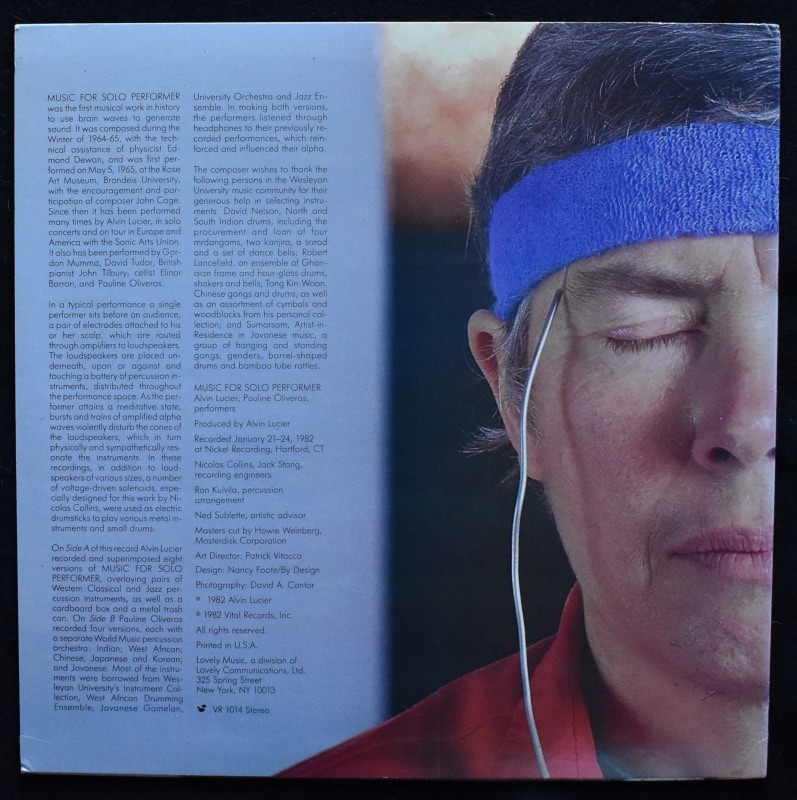 MUSIC FOR SOLO PERFORMER
was the first musical work in history
to use brain waves to generate
sound. It was composed during the
Winter of 1964-65, with the tech-
nical assistance of physicist Ed-
mond Dewan, and was first per-
formed on May 5, 1965, at the Rose
Art Museum, Brandeis University,
with the encouragement and par-
ticipation of composer John Cage.
Since then it has been performed
many times by Alvin Lucier, in solo
concerts and on tour in Europe and
America with the Sonic Arts Union.
It also has been performed by Gor-
don Mumma, David Tudor, British
pianist John Tilbury, cellist Elinor
Barron, and Pauline Oliveros.
In a typical performance a single
performer sits before an audience,
a pair of electrodes attached to his
or her scalp, which are routed
through amplifiers to loudspeakers.
The loudspeakers are placed un-
derneath, upon or against and
touching a battery of percussion in-
struments, distributed throughout
the performance space. As the per-
former attains a meditative state,
bursts and trains of amplified alpha
waves violently disturb the cones of
the loudspeakers, which in turn
physically and sympathetically res-
onate the instruments. In these
recordings, in addition to loud-
speakers of various sizes, a number
of voltage-driven solenoids, espe-
cially designed for this work by Ni-
colas Collins, were used as electric
drumsticks to play various metal in-
struments and small drums.
On Side A of this record Alvin Lucier
recorded and superimposed eight
versions of MUSIC FOR SOLO
PERFORMER, overlaying pairs of
Western Classical and Jazz per-
cussion instruments, as well as a
cardboard box and a metal trash
can. On Side B Pauline Oliveros
recorded four versions, each with
a separate World Music percussion
orchestra: Indian; West African;
Chinese, Japanese and Korean;
and Javanese. Most of the instru-
ments were borrowed from Wes-
leyan University's Instrument Col-
lection, West African Drumming
Ensemble, Javanese Gamelan,
University Orchestra and Jazz En-
semble. In making both versions,
the performers listened through
headphones to their previously re-
corded performances, which rein-
forced and influenced their alpha.
The composer wishes to thank the
following persons in the Wesleyan
University music community for their
generous help in selecting instru-
ments: David Nelson, North and
South Indian drums, including the
procurement and loan of four
mrdangams, two kanjira, a sarod
and a set of dance bells; Robert
Lancefield, an ensemble of Ghan-
aian frame and hour-glass drums,
shakers and bells, Tong Kin-Woon,
Chinese gongs and drums, as well
as an assortment of cymbals and
woodblocks from his personal col-
lection; and Sumarsam, Artist-in-
Residence in Javanese music, a
group of hanging and standing
gongs, genders, barrel-shaped
drums and bamboo tube rattles.
MUSIC FOR SOLO PERFORMER
Alvin Lucier, Pauline Oliveros,
performers
Produced by Alvin Lucier
Recorded January 21–24, 1982
at Nickel Recording, Hartford, CT
Nicolas Collins, Jack Stang,
recording engineers
Ron Kuivila, percussion
arrangement
Ned Sublette, artistic advisor
Masters cut by Howie Weinberg,
Masterdisk Corporation
Art Director: Patrick Vitacco
Design: Nancy Foote/By Design
Photography: David A. Cantor
℗ 1982 Alvin Lucier
© 1982 Vital Records, Inc.
All rights reserved.
Printed in U.S.A.
Lovely Music, a division of
Lovely Communications, Ltd.
325 Spring Street
New York, NY 10013
VR 1014 Stereo